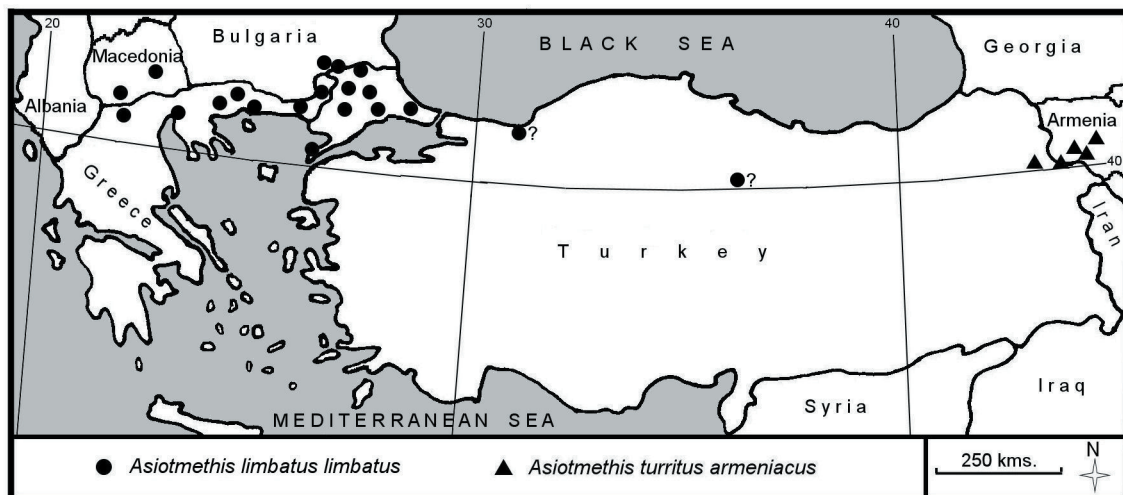 20
30
40
Bulgaria
BLACK SEA
Georgia
Macedonia
Albania
Armenia
?
40
?
Greece
Iran
Turkey
Syria
Iraq
MEDITERRANEAN SEA
Asiotmethis limbatus limbatus
Asiotmethis turritus armeniacus
250 kms.
N